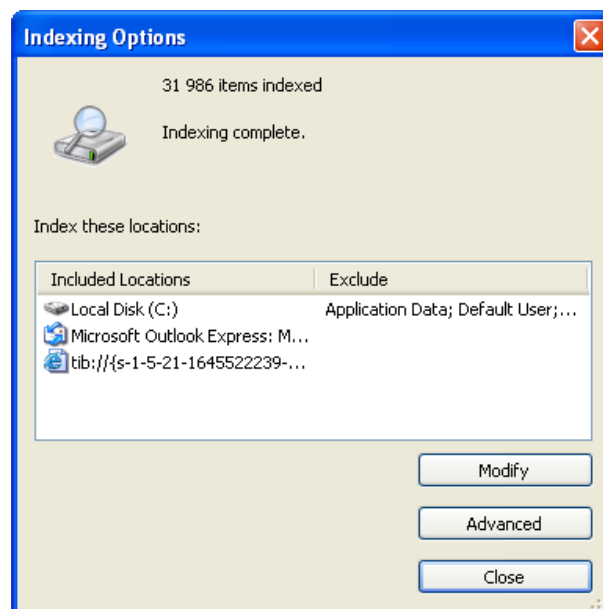 Indexing Options
31 986 items indexed
Indexing complete.
Index these locations:
Included Locations Exclude
Local Disk (C:) Application Data; Default User;...
Microsoft Outlook Express: M...
tib://{s-1-5-21-1645522239-...
Modify
Advanced
Close